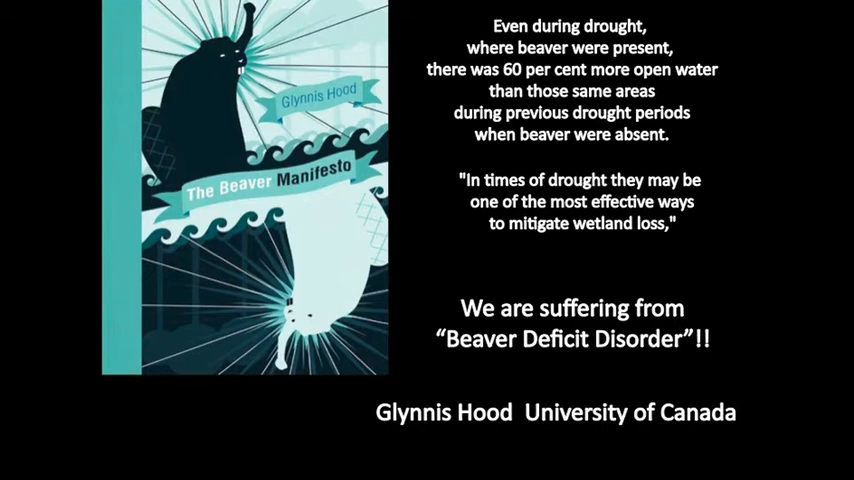 Glynnis Hood
The Beaver Manifesto
Even during drought,
where beaver were present,
there was 60 per cent more open water
than those same areas
during previous drought periods
when beaver were absent.
"In times of drought they may be
one of the most effective ways
to mitigate wetland loss,"
We are suffering from
“Beaver Deficit Disorder”!!
Glynnis Hood  University of Canada